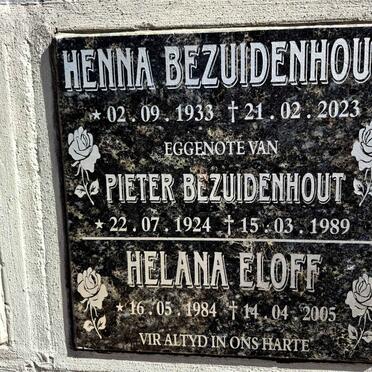 HENNA BEZUIDENHOU
★ 02.09.1933 † 21.02.2023
EGGENOTE VAN
PIETER BEZUIDENHOUT
★ 22.07.1924 † 15.03.1989
HELANA ELOFF
★ 16.05.1984 † 14.04.2005
VIR ALTYD IN ONS HARTE